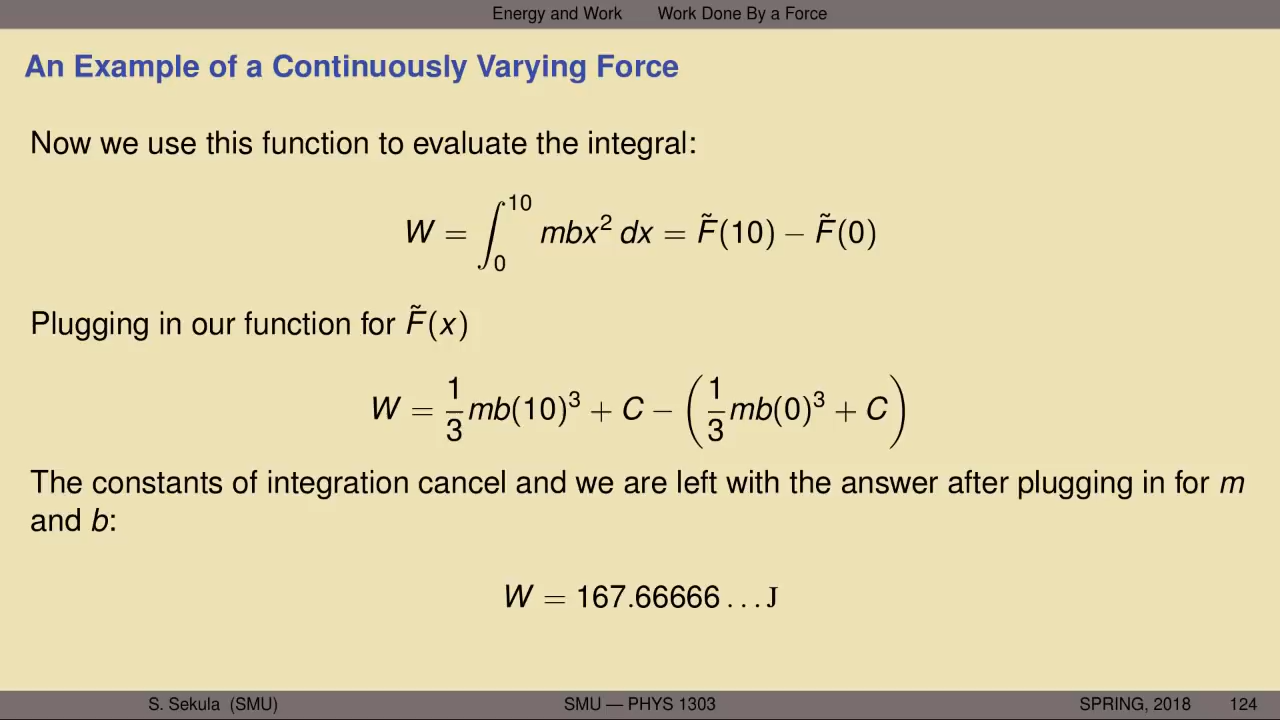 Energy and Work Work Done By a Force
An Example of a Continuously Varying Force
Now we use this function to evaluate the integral:
W = ∫₀¹⁰ mbx² dx = F̃(10) − F̃(0)
Plugging in our function for F̃(x)
W = 1/3 mb(10)³ + C − (1/3 mb(0)³ + C)
The constants of integration cancel and we are left with the answer after plugging in for m
and b:
W = 167.66666 . . . J
S. Sekula (SMU) SMU — PHYS 1303 SPRING, 2018 124